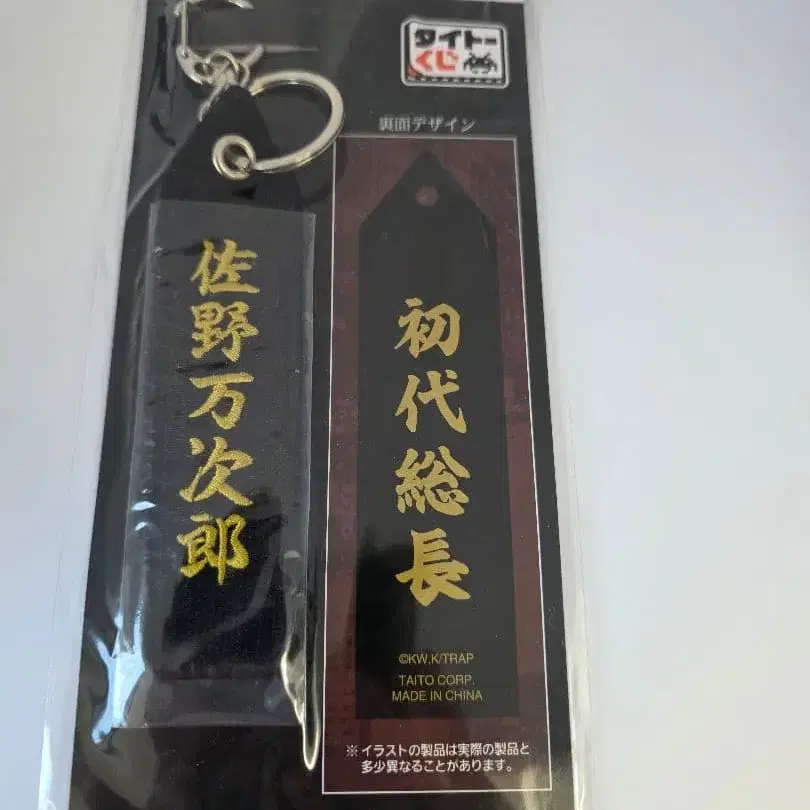 タイトーくじ
裏面デザイン
佐野万次郎
初代総長
©KW,K/TRAP
TAITO CORP.
MADE IN CHINA
※イラストの製品は実際の製品と
多少異なることがあります。